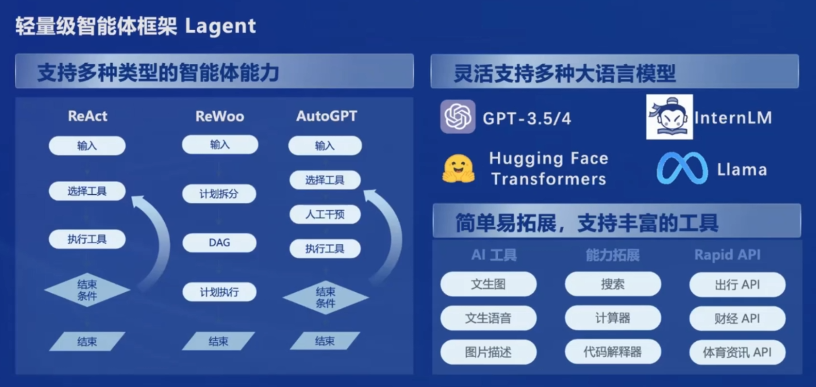 轻量级智能体框架 Lagent
支持多种类型的智能体能力
ReAct
输入
选择工具
执行工具
结束
条件
结束
ReWoo
输入
计划拆分
DAG
计划执行
结束
AutoGPT
输入
选择工具
人工干预
执行工具
结束
条件
结束
灵活支持多种大语言模型
GPT-3.5/4
InternLM
Hugging Face
Transformers
Llama
简单易拓展，支持丰富的工具
AI 工具
文生图
文生语音
图片描述
能力拓展
搜索
计算器
代码解释器
Rapid API
出行 API
财经 API
体育资讯 API